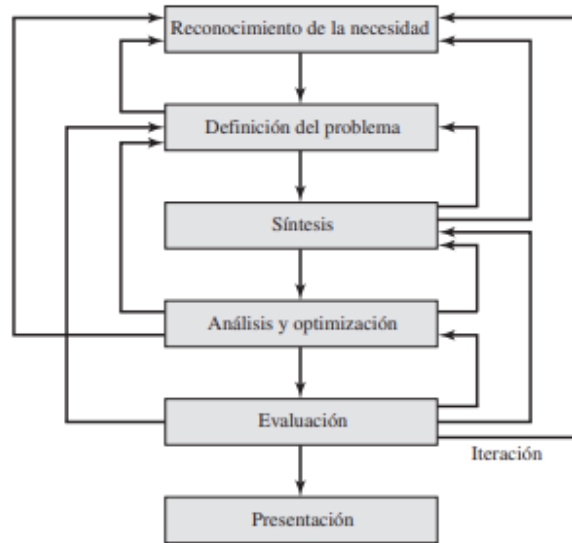 Reconocimiento de la necesidad
Definición del problema
Síntesis
Análisis y optimización
Evaluación
Iteración
Presentación